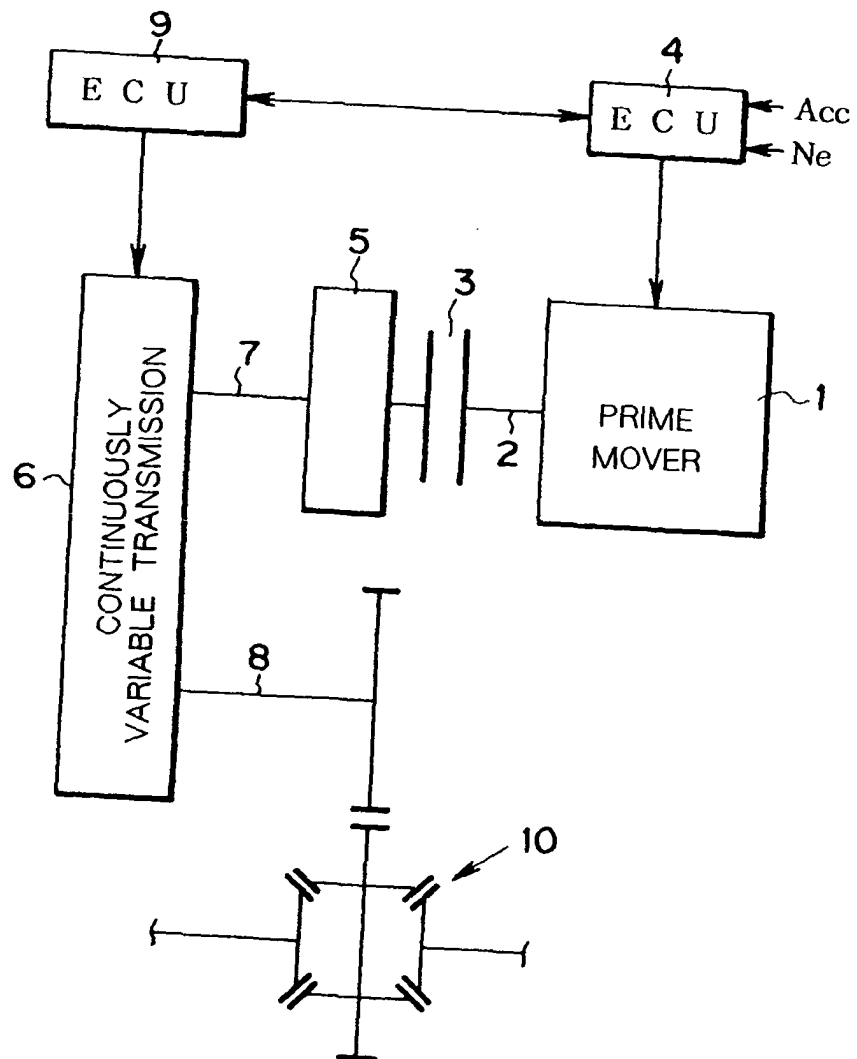 9
E C U
4
E C U
Acc
Ne
5
3
7
2
PRIME
MOVER
1
6
CONTINUOUSLY
VARIABLE TRANSMISSION
8
10